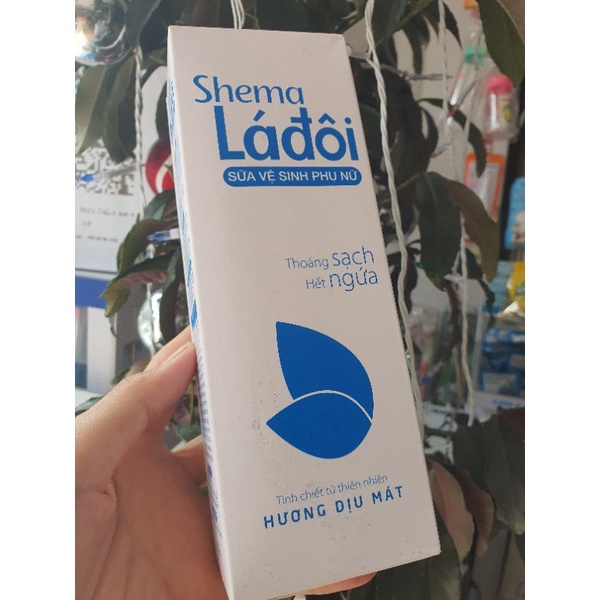 Shema
Láđôi
SỮA VỆ SINH PHỤ NỮ
Thoáng sạch
Hết ngứa
Tinh chiết từ thiên nhiên
HƯƠNG DỊU MÁT